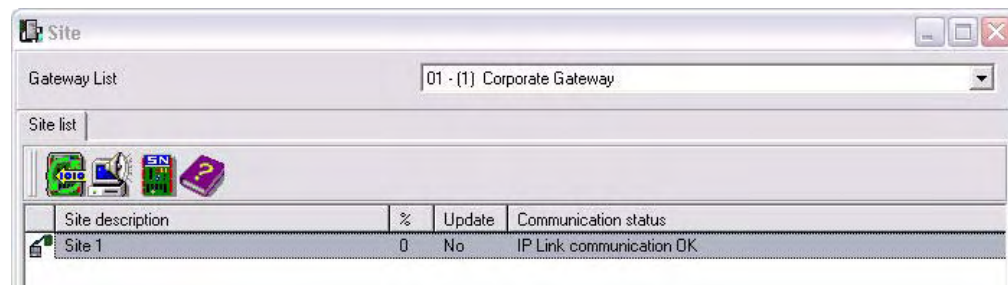 Site
Gateway List 01 - (1) Corporate Gateway
Site list
1010 SN ?
Site description % Update Communication status
Site 1 0 No IP Link communication OK